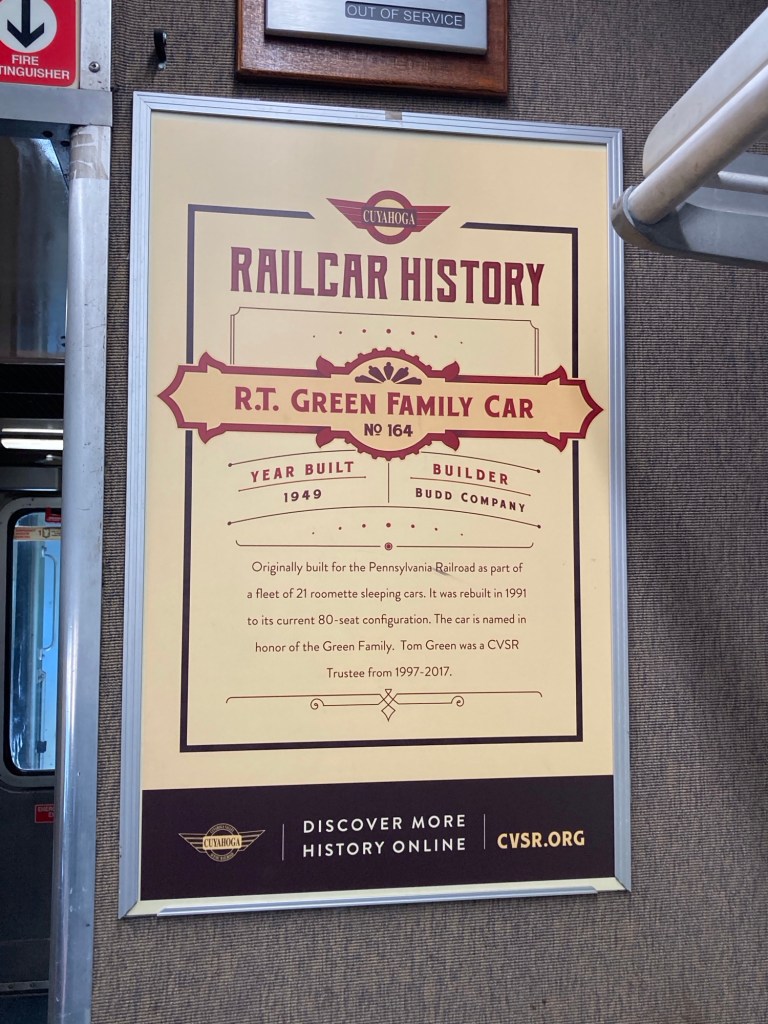 OUT OF SERVICE
FIRE
TINGUISHER
CUYAHOGA
RAILCAR HISTORY
R.T. GREEN FAMILY CAR
Nº 164
YEAR BUILT
1949
BUILDER
BUDD COMPANY
Originally built for the Pennsylvania Railroad as part of
a fleet of 21 roomette sleeping cars. It was rebuilt in 1991
to its current 80-seat configuration. The car is named in
honor of the Green Family. Tom Green was a CVSR
Trustee from 1997-2017.
CUYAHOGA
DISCOVER MORE
HISTORY ONLINE
CVSR.ORG